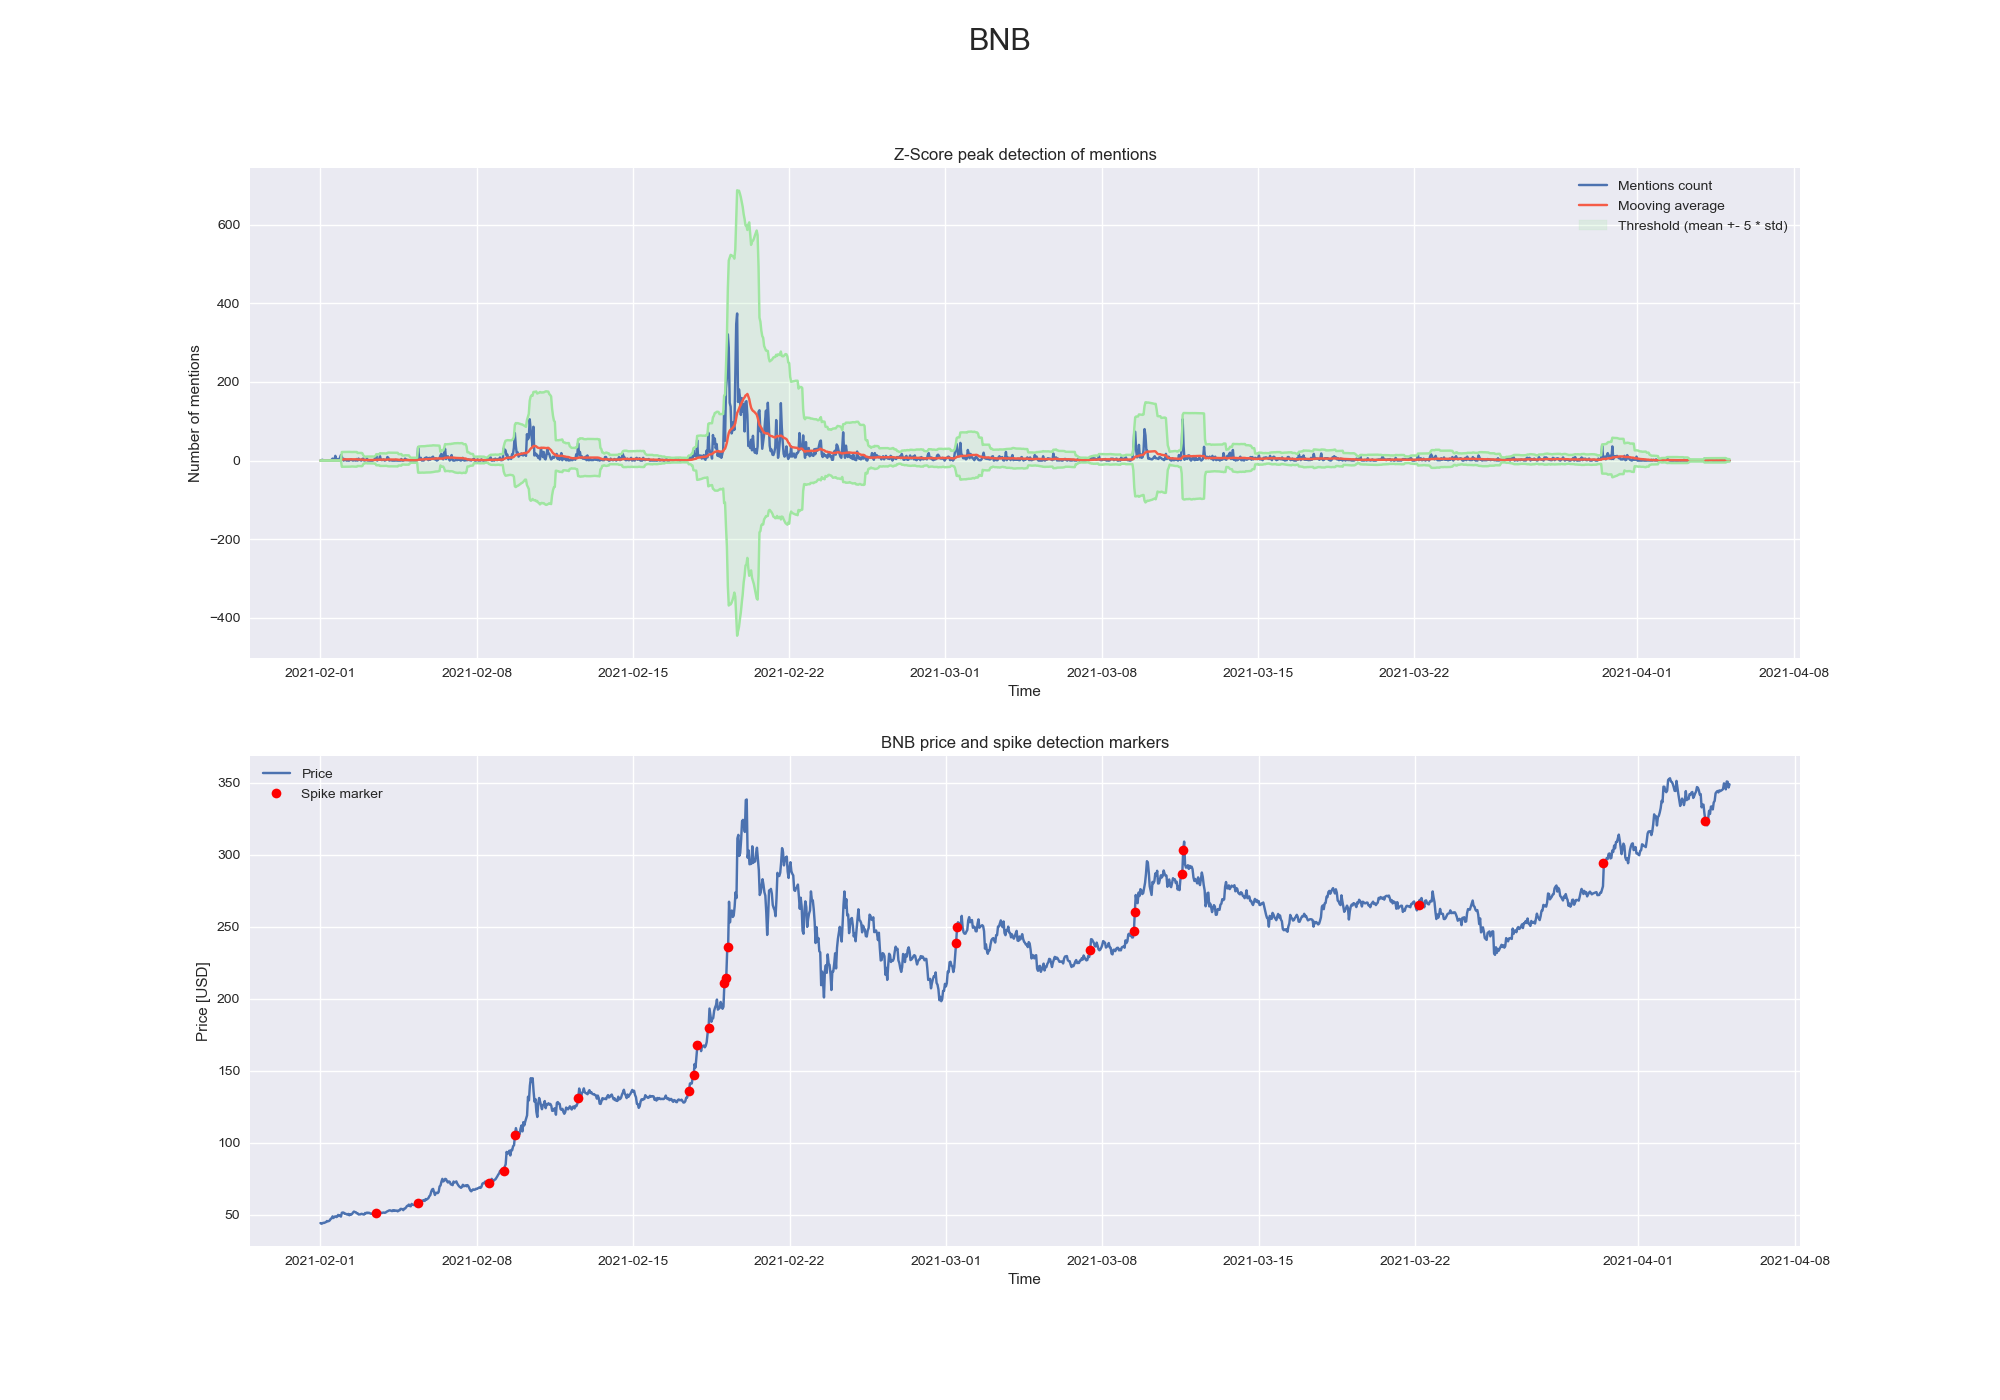 BNB
Z-Score peak detection of mentions
Mentions count
Mooving average
Threshold (mean +- 5 * std)
Number of mentions
600
400
200
0
−200
−400
2021-02-01 2021-02-08 2021-02-15 2021-02-22 2021-03-01 2021-03-08 2021-03-15 2021-03-22 2021-04-01 2021-04-08
Time
BNB price and spike detection markers
Price
Spike marker
Price [USD]
350
300
250
200
150
100
50
2021-02-01 2021-02-08 2021-02-15 2021-02-22 2021-03-01 2021-03-08 2021-03-15 2021-03-22 2021-04-01 2021-04-08
Time